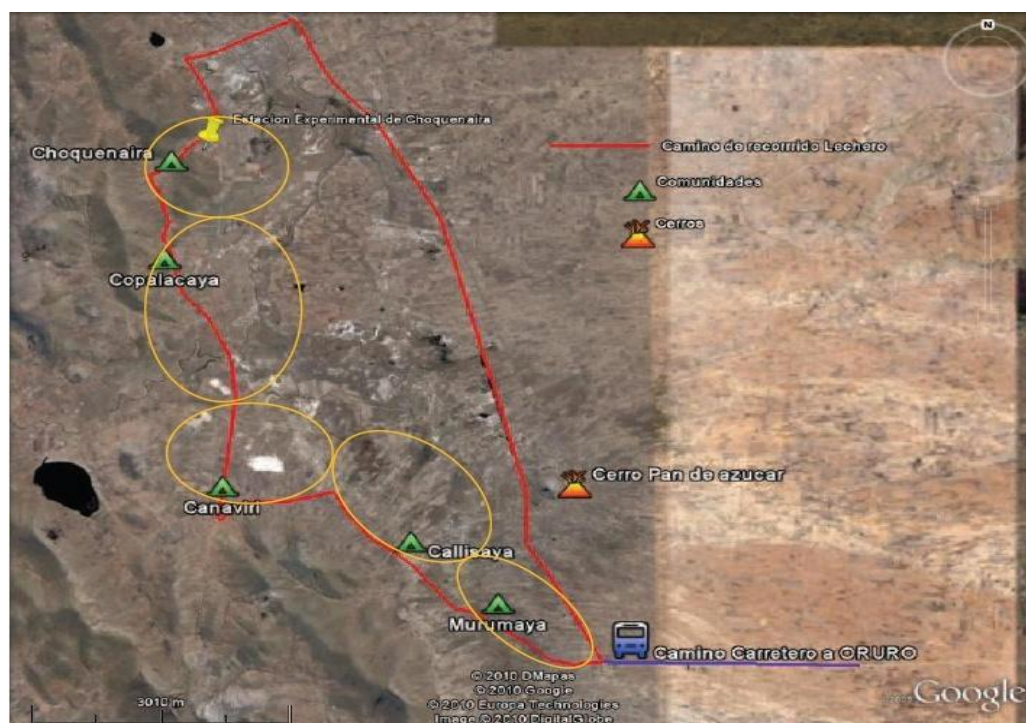 N
Estacion Experimental de Choquenaira
Choquenaira
Camino de recorrrido Lechero
Comunidades
Cerros
Copalacaya
Cerro Pan de azucar
Canaviri
Callisaya
Murumaya
Camino Carretero a ORURO
© 2010 DMapas
© 2010 Google
© 2010 Europa Technologies
Image © 2010 DigitalGlobe
3010 m
Google